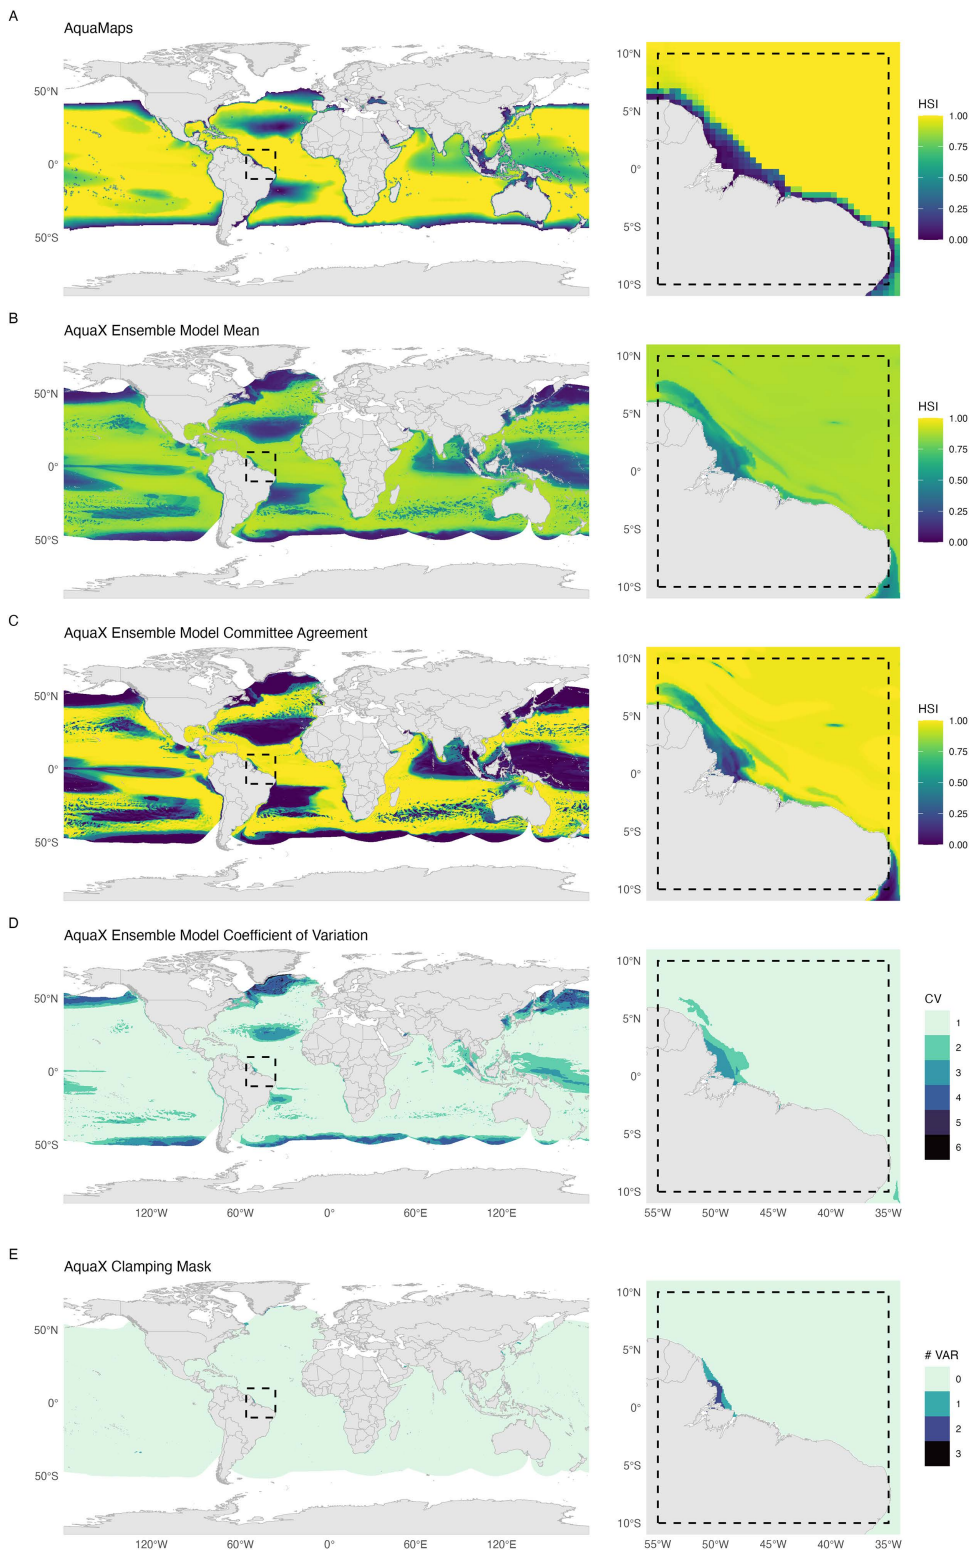 A
AquaMaps
50°N
0°
50°S
10°N
5°N
0°
5°S
10°S
HSI
1.00
0.75
0.50
0.25
0.00
B
AquaX Ensemble Model Mean
50°N
0°
50°S
10°N
5°N
0°
5°S
10°S
HSI
1.00
0.75
0.50
0.25
0.00
C
AquaX Ensemble Model Committee Agreement
50°N
0°
50°S
10°N
5°N
0°
5°S
10°S
HSI
1.00
0.75
0.50
0.25
0.00
D
AquaX Ensemble Model Coefficient of Variation
50°N
0°
50°S
120°W 60°W 0° 60°E 120°E
10°N
5°N
0°
5°S
10°S
55°W 50°W 45°W 40°W 35°W
CV
1
2
3
4
5
6
E
AquaX Clamping Mask
50°N
0°
50°S
120°W 60°W 0° 60°E 120°E
10°N
5°N
0°
5°S
10°S
55°W 50°W 45°W 40°W 35°W
# VAR
0
1
2
3